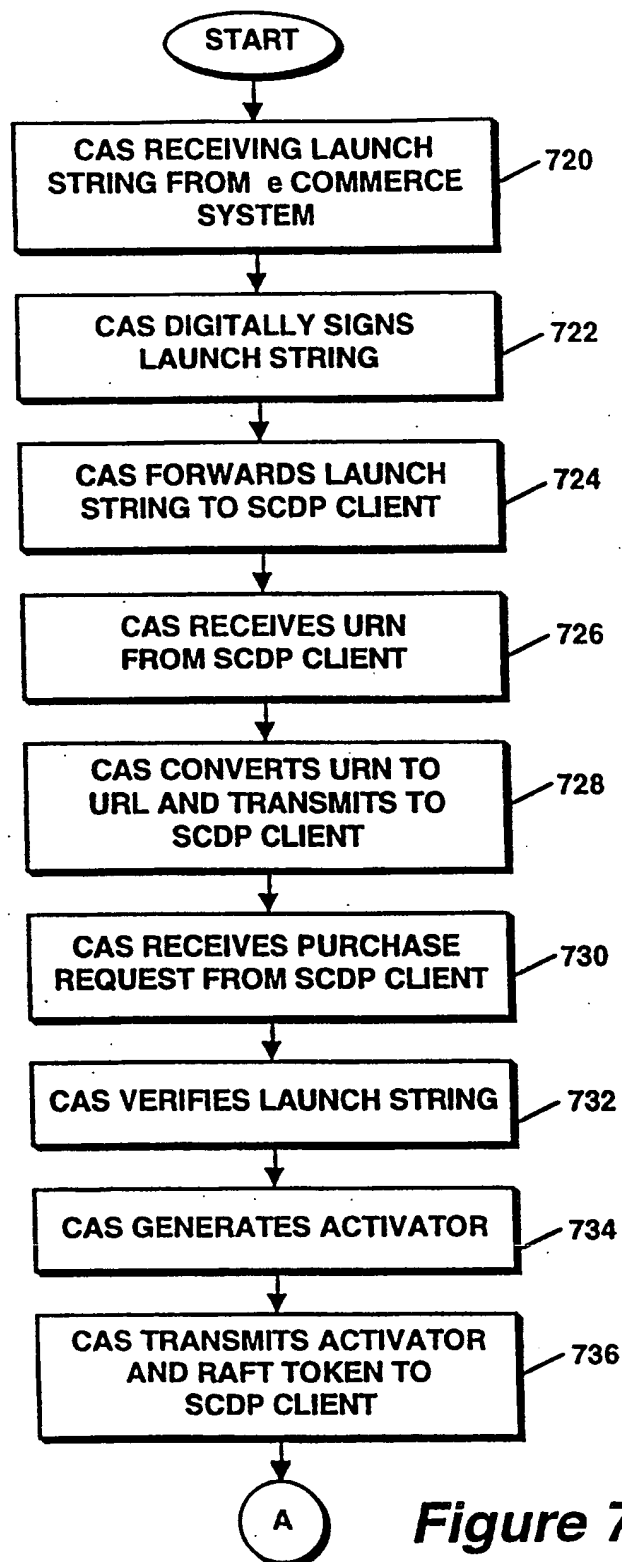 START
CAS RECEIVING LAUNCH
STRING FROM e COMMERCE
SYSTEM
720
CAS DIGITALLY SIGNS
LAUNCH STRING
722
CAS FORWARDS LAUNCH
STRING TO SCDP CLIENT
724
CAS RECEIVES URN
FROM SCDP CLIENT
726
CAS CONVERTS URN TO
URL AND TRANSMITS TO
SCDP CLIENT
728
CAS RECEIVES PURCHASE
REQUEST FROM SCDP CLIENT
730
CAS VERIFIES LAUNCH STRING
732
CAS GENERATES ACTIVATOR
734
CAS TRANSMITS ACTIVATOR
AND RAFT TOKEN TO
SCDP CLIENT
736
A
Figure 7